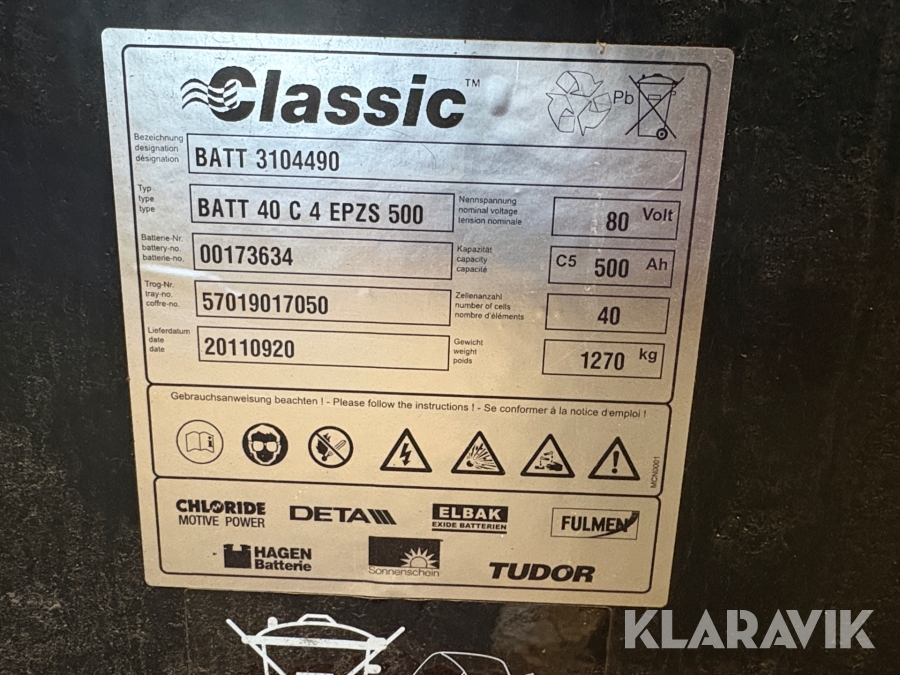 Classic™
Pb
Bezeichnung
designation
désignation
BATT 3104490
Typ
type
type
BATT 40 C 4 EPZS 500
Nennspannung
nominal voltage
tension nominale
80 Volt
Batterie-Nr.
battery-no.
batterie-no.
00173634
Kapazität
capacity
capacité
C5 500 Ah
Trog-Nr.
tray-no.
coffre-no.
57019017050
Zellenanzahl
number of cells
nombre d'éléments
40
Lieferdatum
date
date
20110920
Gewicht
weight
poids
1270 kg
Gebrauchsanweisung beachten ! - Please follow the instructions ! - Se conformer à la notice d'emploi !
MCN0001
CHLORIDE
MOTIVE POWER
DETA
ELBAK
EXIDE BATTERIEN
FULMEN
HAGEN
Batterie
Sonnenschein
TUDOR
KLARAVIK